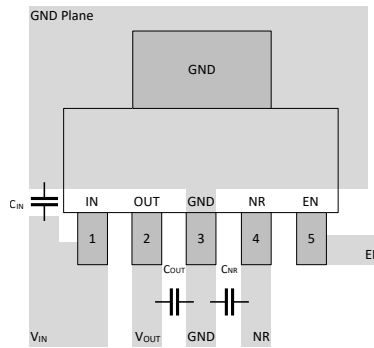 GND Plane
GND
IN OUT GND NR EN
CIN
1 2 3 4 5
EN
COUT CNR
VIN VOUT GND NR